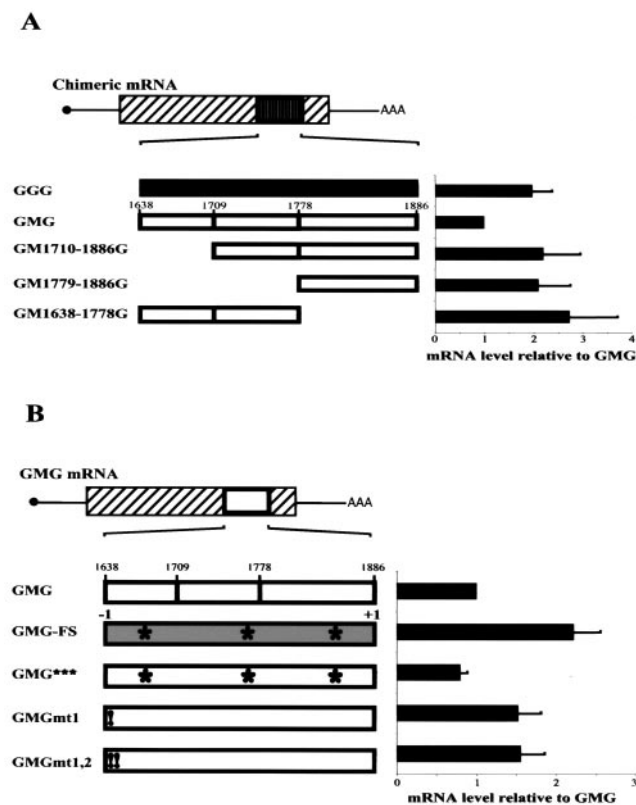 A
Chimeric mRNA
AAA
GGG
1638 1709 1778 1886
GMG
GM1710-1886G
GM1779-1886G
GM1638-1778G
0 1 2 3 4
mRNA level relative to GMG
B
GMG mRNA
AAA
1638 1709 1778 1886
GMG
-1 +1
GMG-FS
GMG***
GMGmt1
GMGmt1,2
0 1 2 3
mRNA level relative to GMG